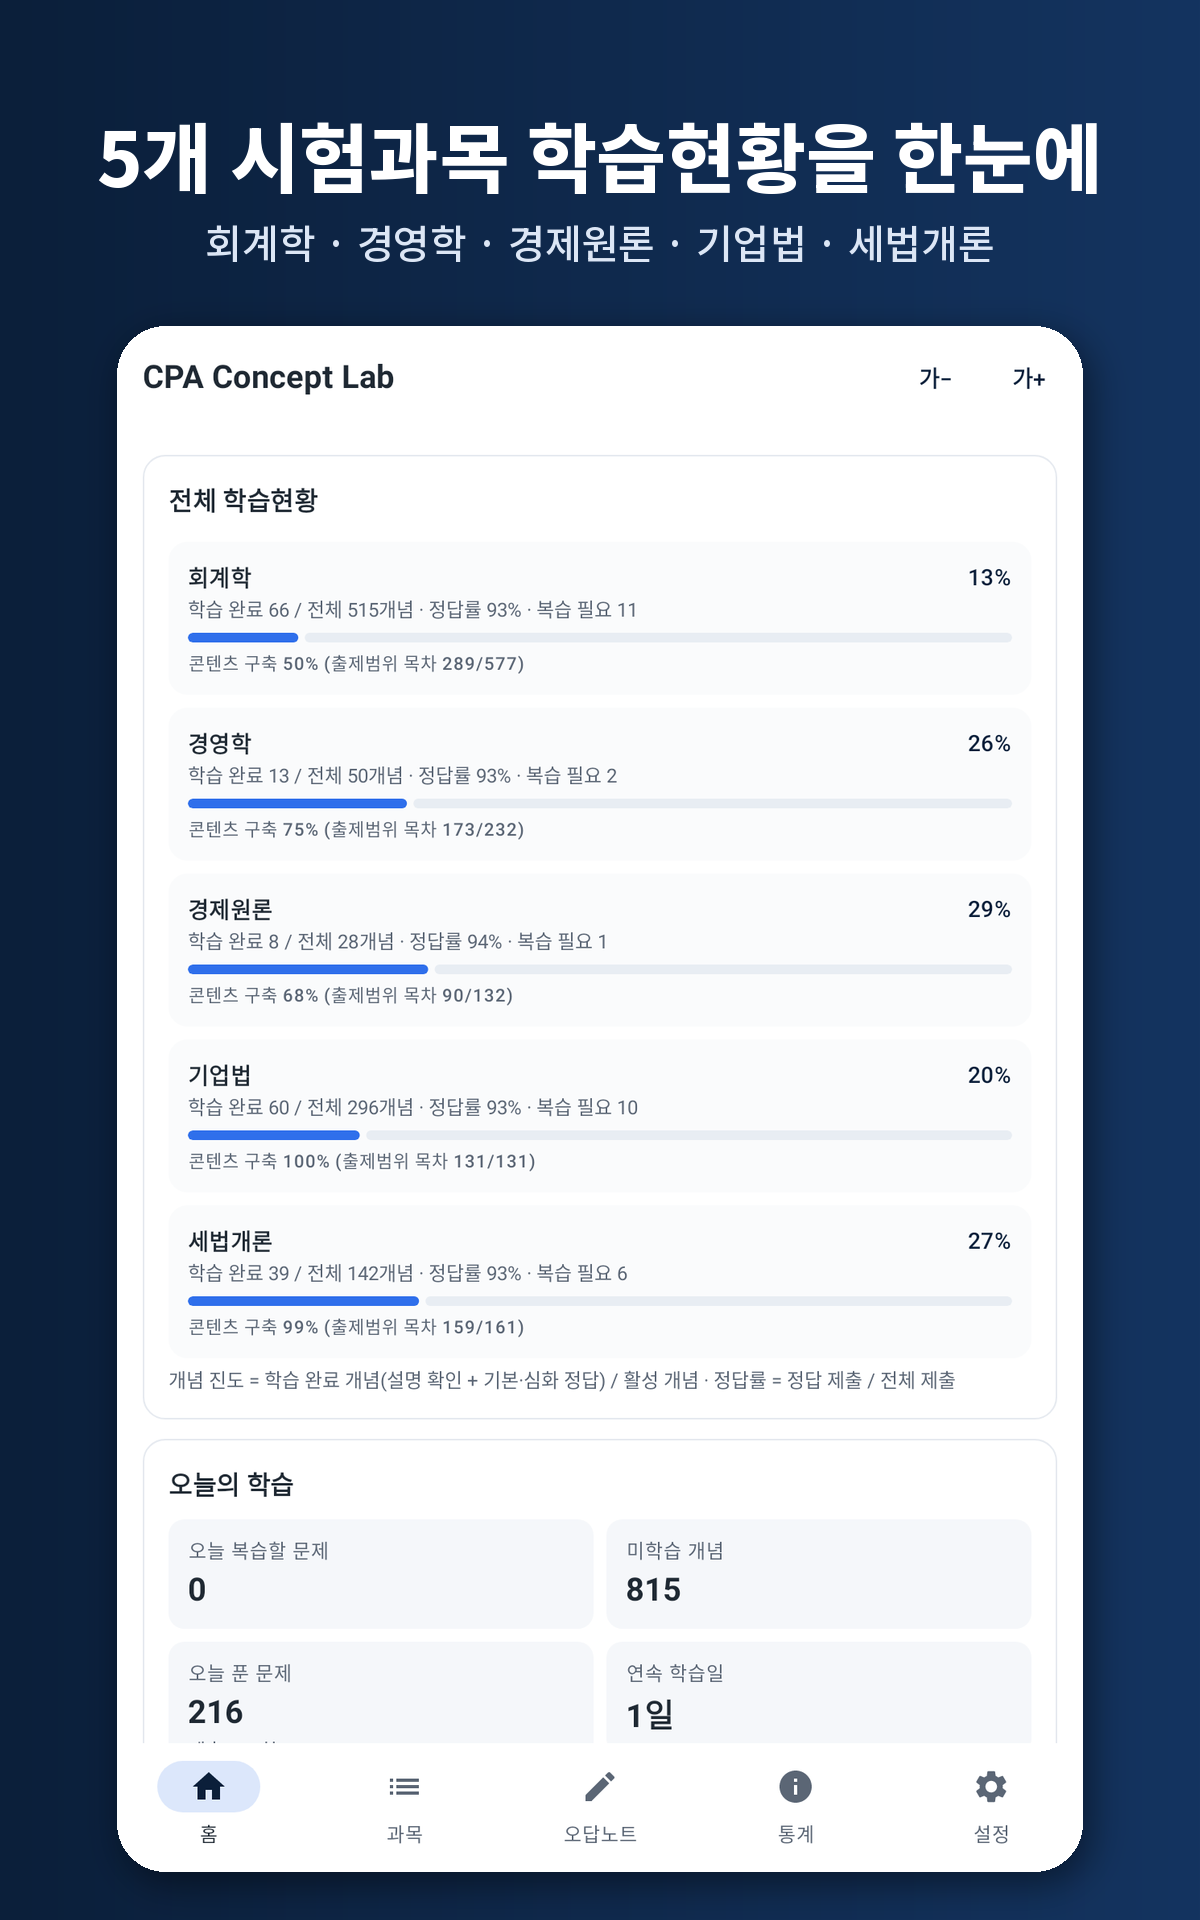 5개 시험과목 학습현황을 한눈에
회계학 · 경영학 · 경제원론 · 기업법 · 세법개론
CPA Concept Lab
가-
가+
전체 학습현황
회계학
13%
학습 완료 66 / 전체 515개념 · 정답률 93% · 복습 필요 11
콘텐츠 구축 50% (출제범위 목차 289/577)
경영학
26%
학습 완료 13 / 전체 50개념 · 정답률 93% · 복습 필요 2
콘텐츠 구축 75% (출제범위 목차 173/232)
경제원론
29%
학습 완료 8 / 전체 28개념 · 정답률 94% · 복습 필요 1
콘텐츠 구축 68% (출제범위 목차 90/132)
기업법
20%
학습 완료 60 / 전체 296개념 · 정답률 93% · 복습 필요 10
콘텐츠 구축 100% (출제범위 목차 131/131)
세법개론
27%
학습 완료 39 / 전체 142개념 · 정답률 93% · 복습 필요 6
콘텐츠 구축 99% (출제범위 목차 159/161)
개념 진도 = 학습 완료 개념(설명 확인 + 기본·심화 정답) / 활성 개념 · 정답률 = 정답 제출 / 전체 제출
오늘의 학습
오늘 복습할 문제
0
미학습 개념
815
오늘 푼 문제
216
연속 학습일
1일
홈
과목
오답노트
통계
설정